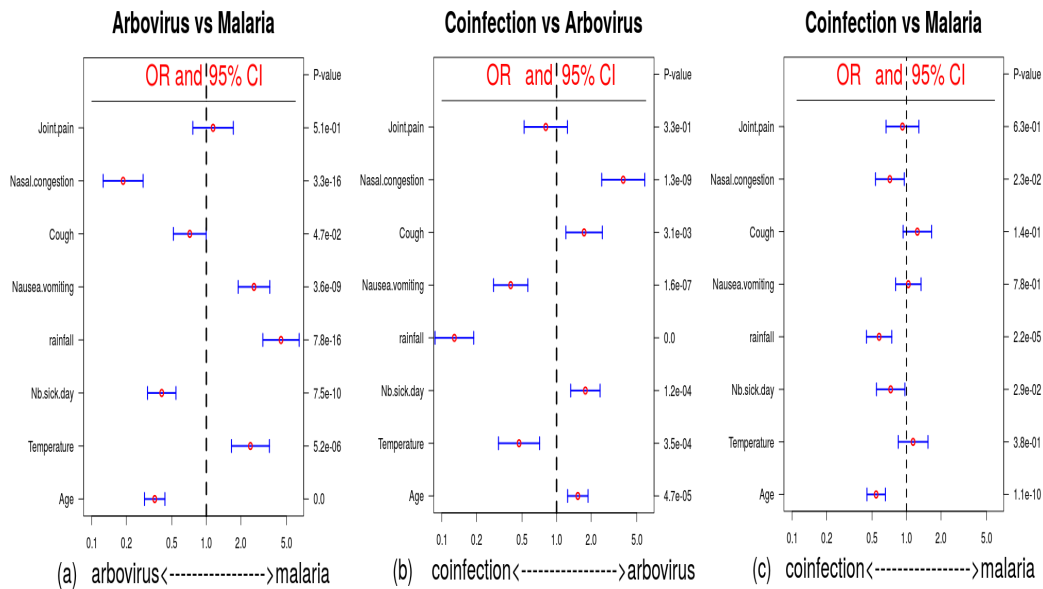 Arbovirus vs Malaria
OR and 95% CI
P-value
Joint.pain
5.1e-01
Nasal.congestion
3.3e-16
Cough
4.7e-02
Nausea.vomiting
3.6e-09
rainfall
7.8e-16
Nb.sick.day
7.5e-10
Temperature
5.2e-06
Age
0.0
0.1 0.2 0.5 1.0 2.0 5.0
(a) arbovirus<-------------->malaria
Coinfection vs Arbovirus
OR and 95% CI
P-value
Joint.pain
3.3e-01
Nasal.congestion
1.3e-09
Cough
3.1e-03
Nausea.vomiting
1.6e-07
rainfall
0.0
Nb.sick.day
1.2e-04
Temperature
3.5e-04
Age
4.7e-05
0.1 0.2 0.5 1.0 2.0 5.0
(b) coinfection<-------------->arbovirus
Coinfection vs Malaria
OR and 95% CI
P-value
Joint.pain
6.3e-01
Nasal.congestion
2.3e-02
Cough
1.4e-01
Nausea.vomiting
7.8e-01
rainfall
2.2e-05
Nb.sick.day
2.9e-02
Temperature
3.8e-01
Age
1.1e-10
0.1 0.2 0.5 1.0 2.0 5.0
(c) coinfection<-------------->malaria